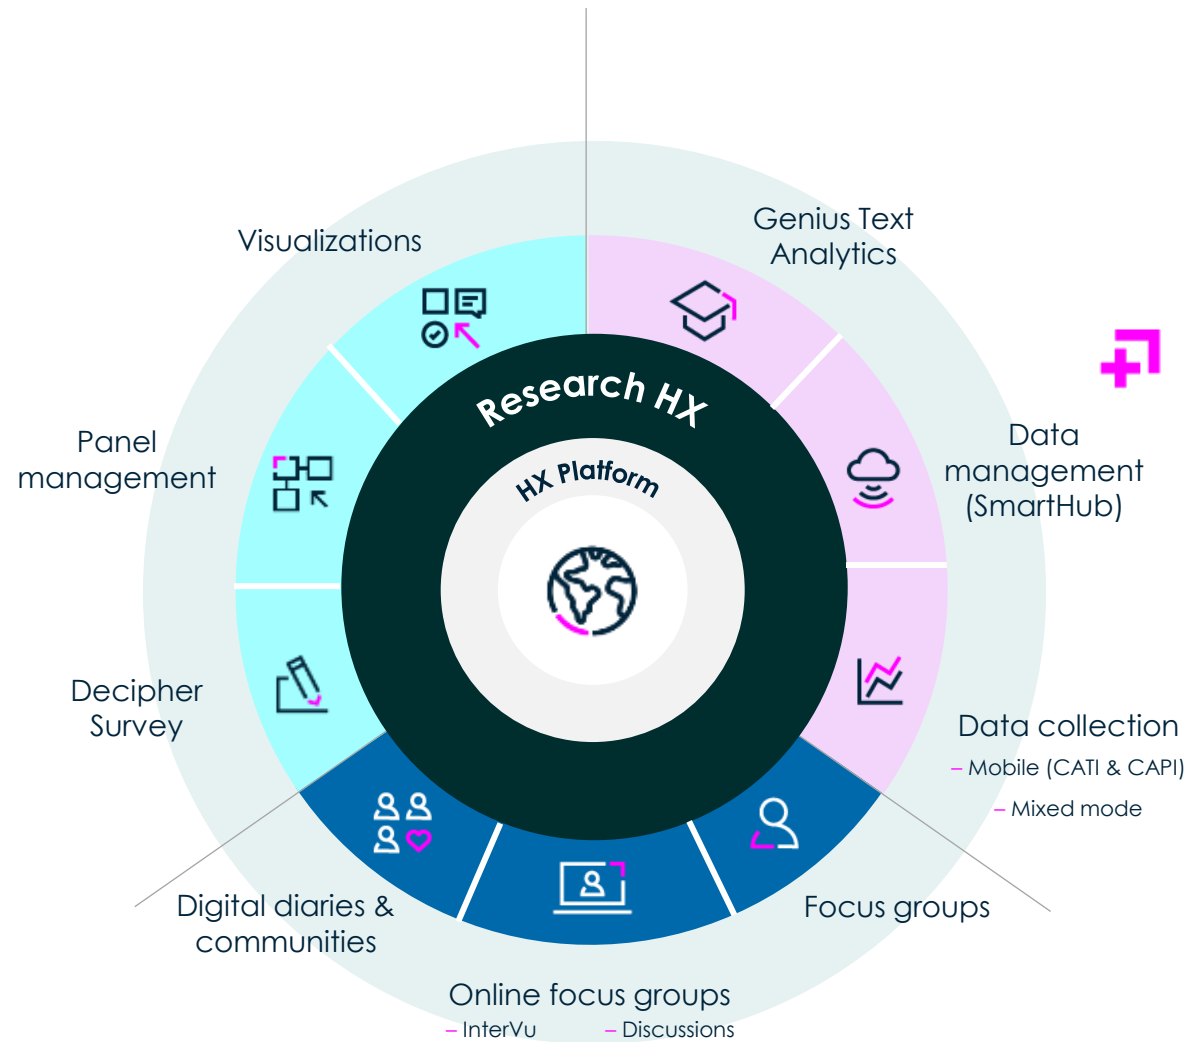 Visualizations
Genius Text
Analytics
Research HX
HX Platform
Panel
management
Data
management
(SmartHub)
Decipher
Survey
Data collection
– Mobile (CATI & CAPI)
– Mixed mode
Digital diaries &
communities
Focus groups
Online focus groups
– InterVu
– Discussions